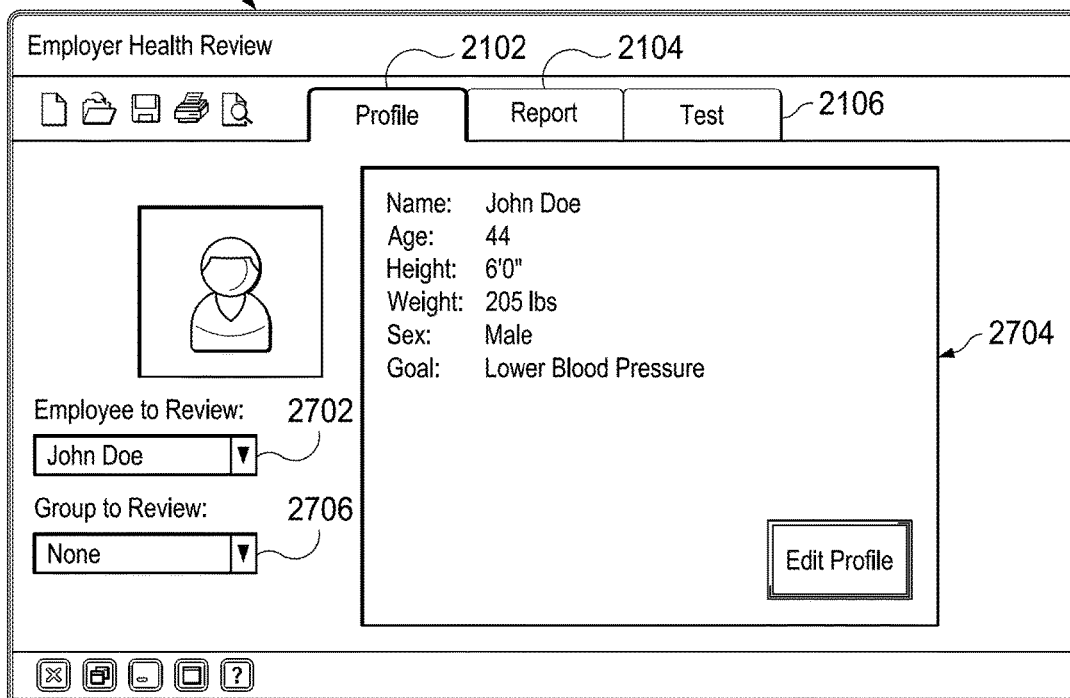 Employer Health Review
2102
2104
Profile
Report
Test
2106
Name: John Doe
Age: 44
Height: 6'0"
Weight: 205 lbs
Sex: Male
Goal: Lower Blood Pressure
2704
Employee to Review:
2702
John Doe
Group to Review:
2706
None
Edit Profile
?